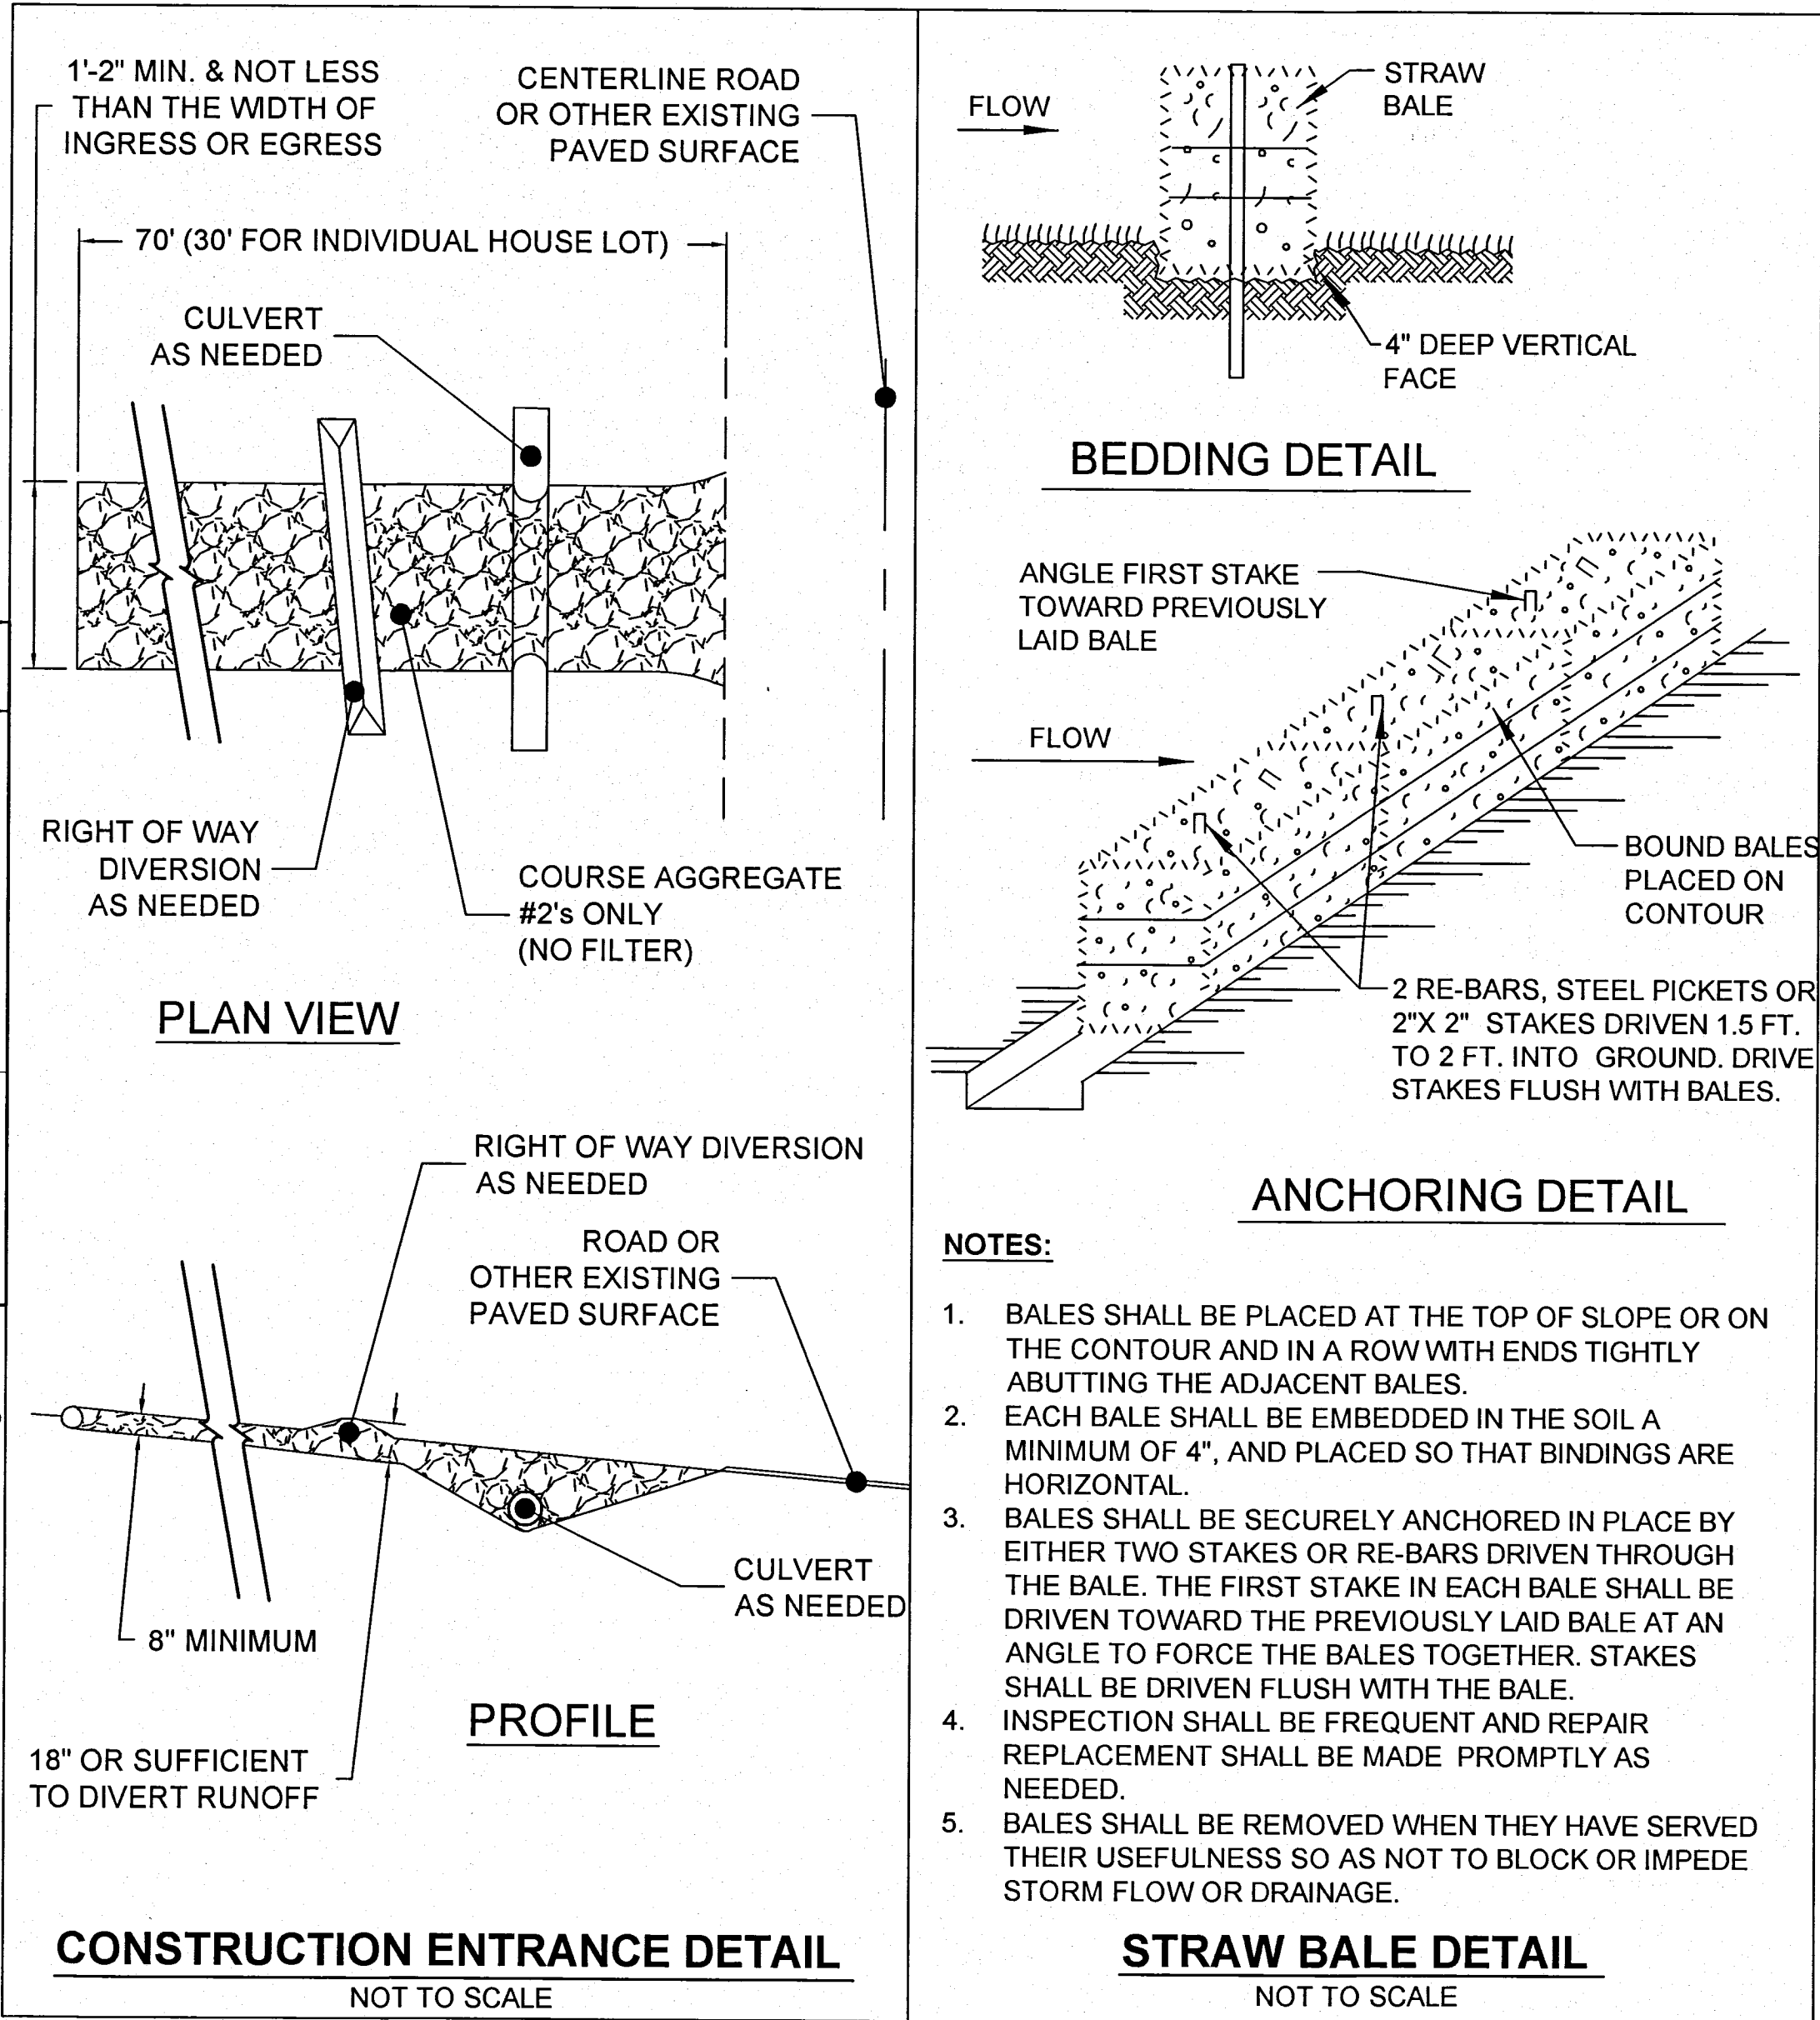 1'-2" MIN. & NOT LESS
THAN THE WIDTH OF
INGRESS OR EGRESS
CENTERLINE ROAD
OR OTHER EXISTING
PAVED SURFACE
70' (30' FOR INDIVIDUAL HOUSE LOT)
CULVERT
AS NEEDED
RIGHT OF WAY
DIVERSION
AS NEEDED
COURSE AGGREGATE
#2's ONLY
(NO FILTER)
PLAN VIEW
RIGHT OF WAY DIVERSION
AS NEEDED
ROAD OR
OTHER EXISTING
PAVED SURFACE
CULVERT
AS NEEDED
8" MINIMUM
18" OR SUFFICIENT
TO DIVERT RUNOFF
PROFILE
CONSTRUCTION ENTRANCE DETAIL
NOT TO SCALE
FLOW
STRAW
BALE
4" DEEP VERTICAL
FACE
BEDDING DETAIL
ANGLE FIRST STAKE
TOWARD PREVIOUSLY
LAID BALE
FLOW
BOUND BALES
PLACED ON
CONTOUR
2 RE-BARS, STEEL PICKETS OR
2"X 2" STAKES DRIVEN 1.5 FT.
TO 2 FT. INTO GROUND. DRIVE
STAKES FLUSH WITH BALES.
ANCHORING DETAIL
NOTES:
1. BALES SHALL BE PLACED AT THE TOP OF SLOPE OR ON
THE CONTOUR AND IN A ROW WITH ENDS TIGHTLY
ABUTTING THE ADJACENT BALES.
2. EACH BALE SHALL BE EMBEDDED IN THE SOIL A
MINIMUM OF 4", AND PLACED SO THAT BINDINGS ARE
HORIZONTAL.
3. BALES SHALL BE SECURELY ANCHORED IN PLACE BY
EITHER TWO STAKES OR RE-BARS DRIVEN THROUGH
THE BALE. THE FIRST STAKE IN EACH BALE SHALL BE
DRIVEN TOWARD THE PREVIOUSLY LAID BALE AT AN
ANGLE TO FORCE THE BALES TOGETHER. STAKES
SHALL BE DRIVEN FLUSH WITH THE BALE.
4. INSPECTION SHALL BE FREQUENT AND REPAIR
REPLACEMENT SHALL BE MADE PROMPTLY AS
NEEDED.
5. BALES SHALL BE REMOVED WHEN THEY HAVE SERVED
THEIR USEFULNESS SO AS NOT TO BLOCK OR IMPEDE
STORM FLOW OR DRAINAGE.
STRAW BALE DETAIL
NOT TO SCALE